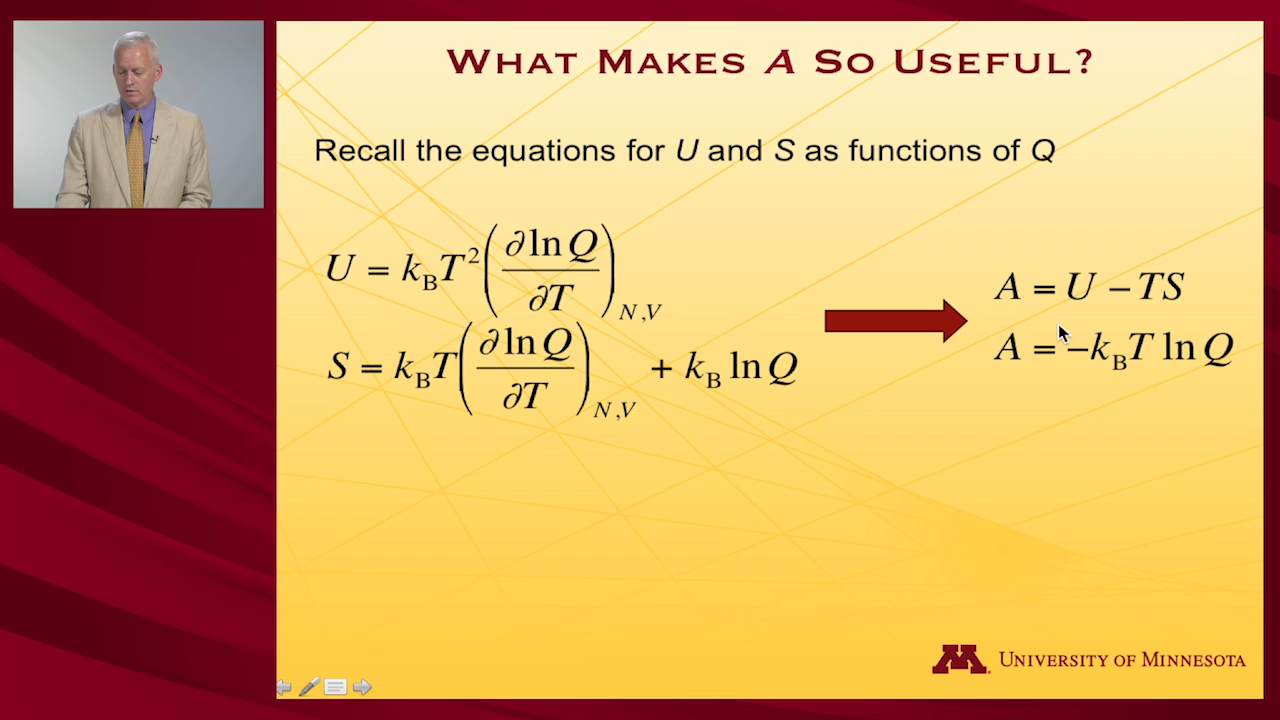 WHAT MAKES A SO USEFUL?
Recall the equations for U and S as functions of Q
U = k_B T² (∂ ln Q / ∂T)_{N,V}
S = k_B T (∂ ln Q / ∂T)_{N,V} + k_B ln Q
A = U − TS
A = −k_B T ln Q
M.
UNIVERSITY OF MINNESOTA